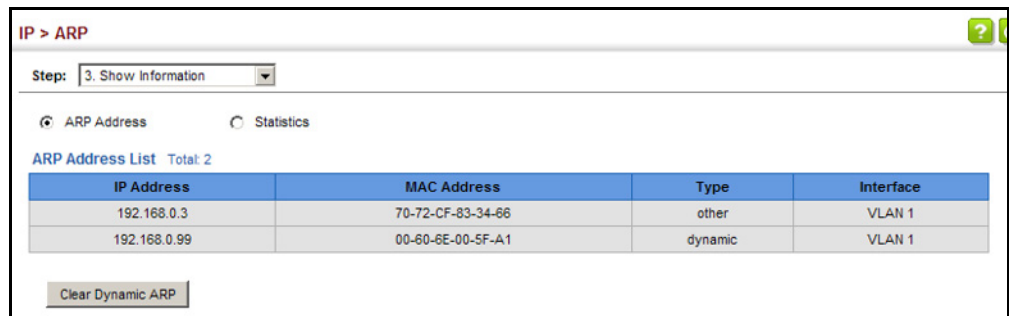 IP > ARP
?
Step: 3. Show Information
ARP Address Statistics
ARP Address List Total: 2
IP Address MAC Address Type Interface
192.168.0.3 70-72-CF-83-34-66 other VLAN 1
192.168.0.99 00-60-6E-00-5F-A1 dynamic VLAN 1
Clear Dynamic ARP